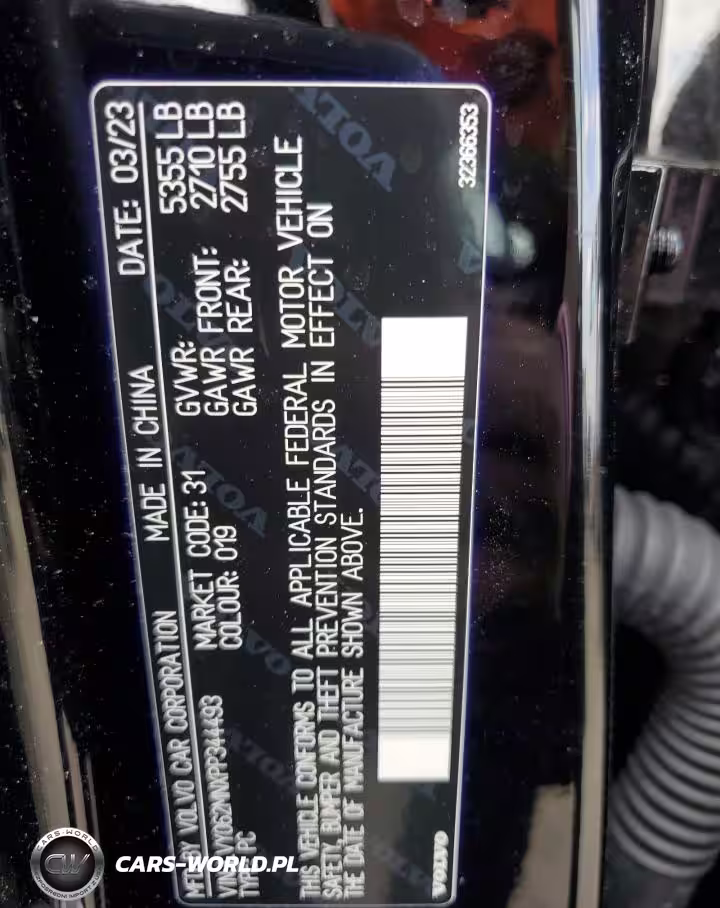 MFD BY VOLVO CAR CORPORATION MADE IN CHINA DATE: 03/23
MARKET CODE: 31 GVWR: 5355 LB
COLOUR: 019 GAWR FRONT: 2710 LB
TYPE: PC GAWR REAR: 2755 LB
THIS VEHICLE CONFORMS TO ALL APPLICABLE FEDERAL MOTOR VEHICLE
SAFETY, BUMPER AND THEFT PREVENTION STANDARDS IN EFFECT ON
THE DATE OF MANUFACTURE SHOWN ABOVE.
VOLVO 32366353
CARS-WORLD
CW
CARS-WORLD.PL